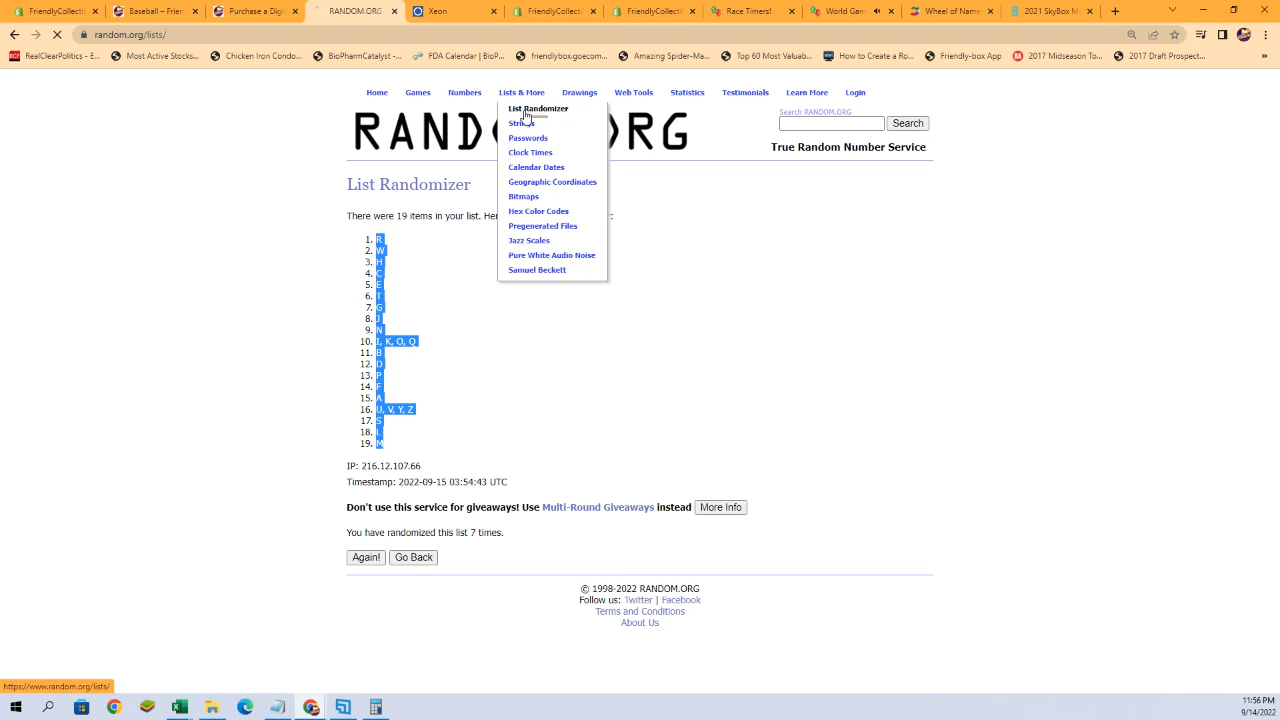 FriendlyCollecti
Baseball – Frien
Purchase a Digit
RANDOM.ORG
Xeon
FriendlyCollecti
FriendlyCollecti
Race Timers!
World Gam
Wheel of Name
2021 SkyBox M
random.org/lists/
RealClearPolitics - E...
Most Active Stocks...
Chicken Iron Condo...
BioPharmCatalyst -...
FDA Calendar | BioP...
friendlyborg.goecom...
Amazing Spider-Man...
Top 60 Most Valuab...
How to Create a Ro...
Friendly-box App
2017 Midseason To...
2017 Draft Prospect...
»
Home Games Numbers Lists & More Drawings Web Tools Statistics Testimonials Learn More Login
List Randomizer
Strings
Passwords
Clock Times
Calendar Dates
Geographic Coordinates
Bitmaps
Hex Color Codes
Pregenerated Files
Jazz Scales
Pure White Audio Noise
Samuel Beckett
Search RANDOM.ORG
Search
True Random Number Service
List Randomizer
There were 19 items in your list. Her
1. R
2. W
3. H
4. C
5. E
6. T
7. G
8. J
9. N
10. I, K, O, Q
11. B
12. D
13. P
14. F
15. A
16. U, V, Y, Z
17. S
18. L
19. M
IP: 216.12.107.66
Timestamp: 2022-09-15 03:54:43 UTC
Don't use this service for giveaways! Use Multi-Round Giveaways instead More Info
You have randomized this list 7 times.
Again! Go Back
© 1998-2022 RANDOM.ORG
Follow us: Twitter | Facebook
Terms and Conditions
About Us
https://www.random.org/lists/
11:56 PM
9/14/2022